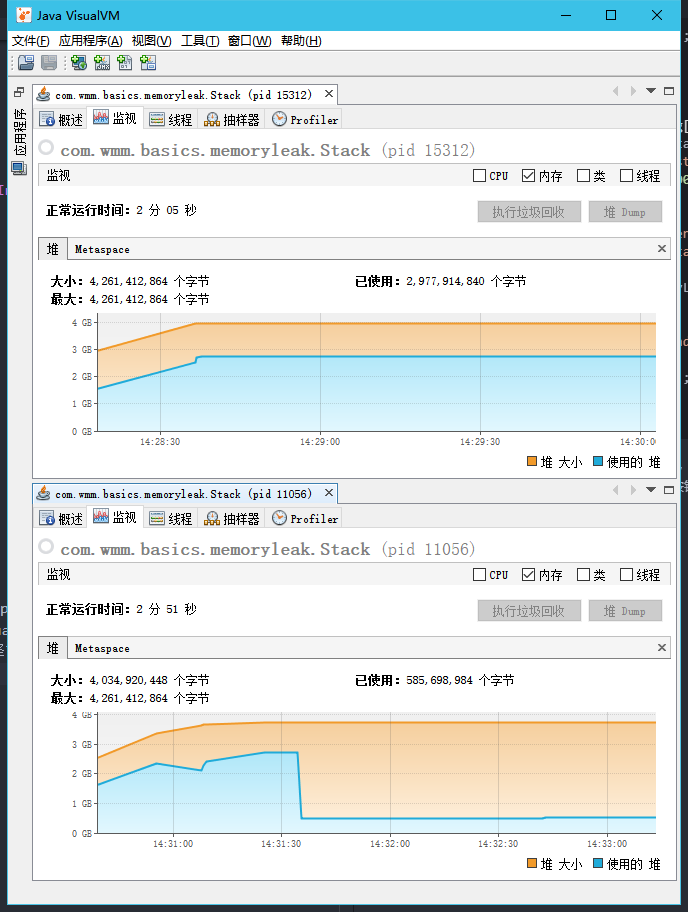 Java VisualVM
文件(F) 应用程序(A) 视图(V) 工具(T) 窗口(W) 帮助(H)
应用程序
com.wmm.basics.memoryleak.Stack (pid 15312)
概述 监视 线程 抽样器 Profiler
com.wmm.basics.memoryleak.Stack (pid 15312)
监视 CPU 内存 类 线程
正常运行时间：2 分 05 秒 执行垃圾回收 堆 Dump
堆 Metaspace
大小：4,261,412,864 个字节 已使用：2,977,914,840 个字节
最大：4,261,412,864 个字节
4 GB
3 GB
2 GB
1 GB
0 GB
14:28:30 14:29:00 14:29:30 14:30:0
堆 大小 使用的 堆
com.wmm.basics.memoryleak.Stack (pid 11056)
概述 监视 线程 抽样器 Profiler
com.wmm.basics.memoryleak.Stack (pid 11056)
监视 CPU 内存 类 线程
正常运行时间：2 分 51 秒 执行垃圾回收 堆 Dump
堆 Metaspace
大小：4,034,920,448 个字节 已使用：585,698,984 个字节
最大：4,261,412,864 个字节
4 GB
3 GB
2 GB
1 GB
0 GB
14:31:00 14:31:30 14:32:00 14:32:30 14:33:00
堆 大小 使用的 堆